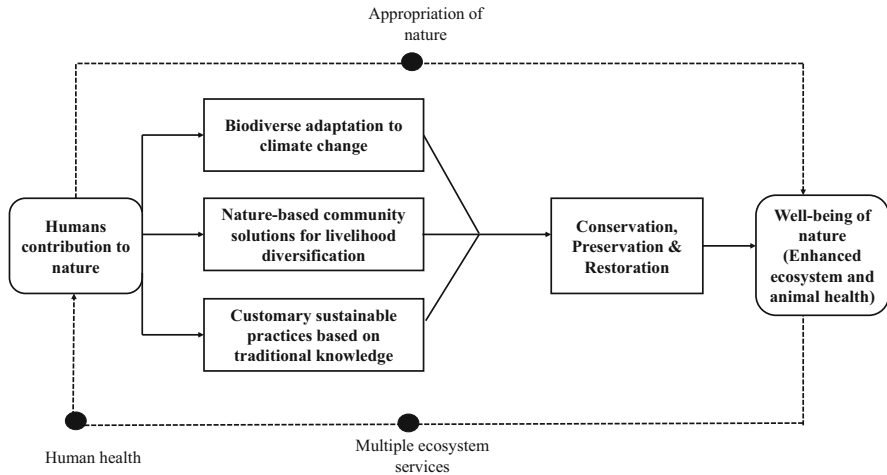 Appropriation of
nature
Biodiverse adaptation to
climate change
Humans
contribution to
nature
Nature-based community
solutions for livelihood
diversification
Conservation,
Preservation &
Restoration
Well-being of
nature
(Enhanced
ecosystem and
animal health)
Customary sustainable
practices based on
traditional knowledge
Human health
Multiple ecosystem
services